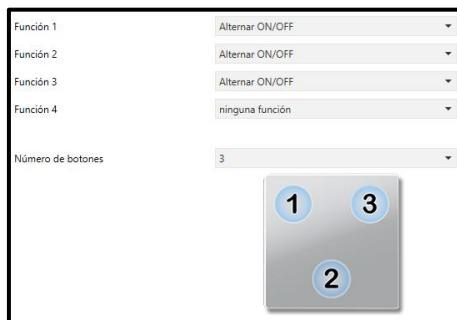 Función 1 Alternar ON/OFF
Función 2 Alternar ON/OFF
Función 3 Alternar ON/OFF
Función 4 ninguna función
Número de botones 3
1 3
2